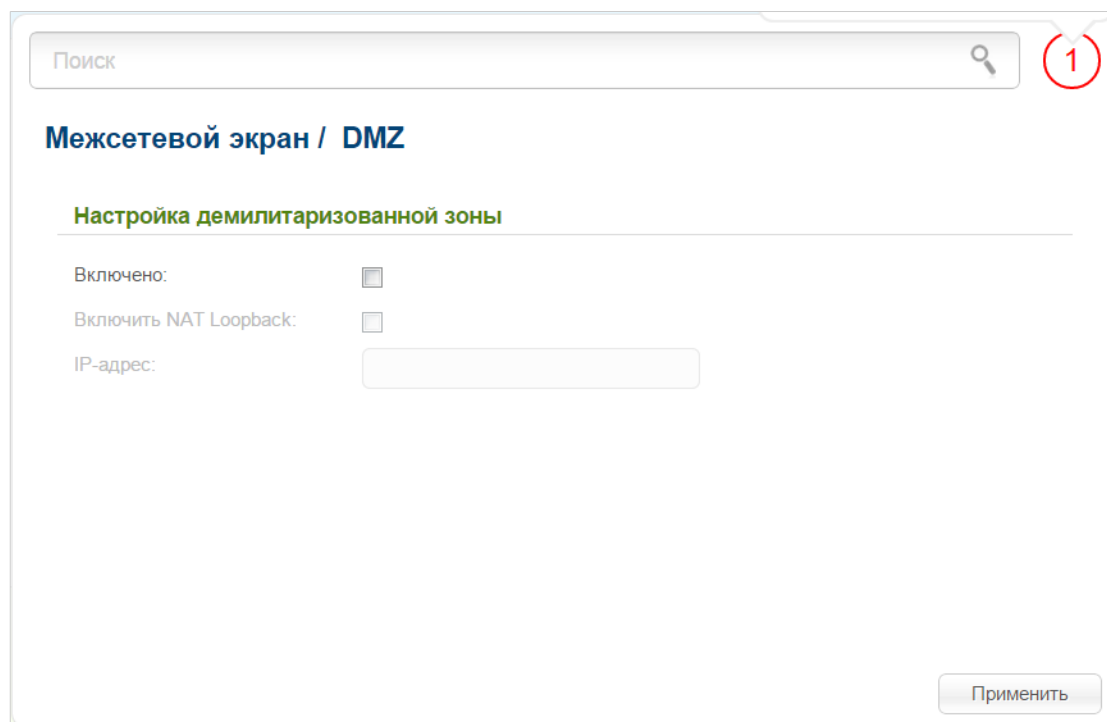 Поиск
1
Межсетевой экран / DMZ
Настройка демилитаризованной зоны
Включено:
Включить NAT Loopback:
IP-адрес:
Применить